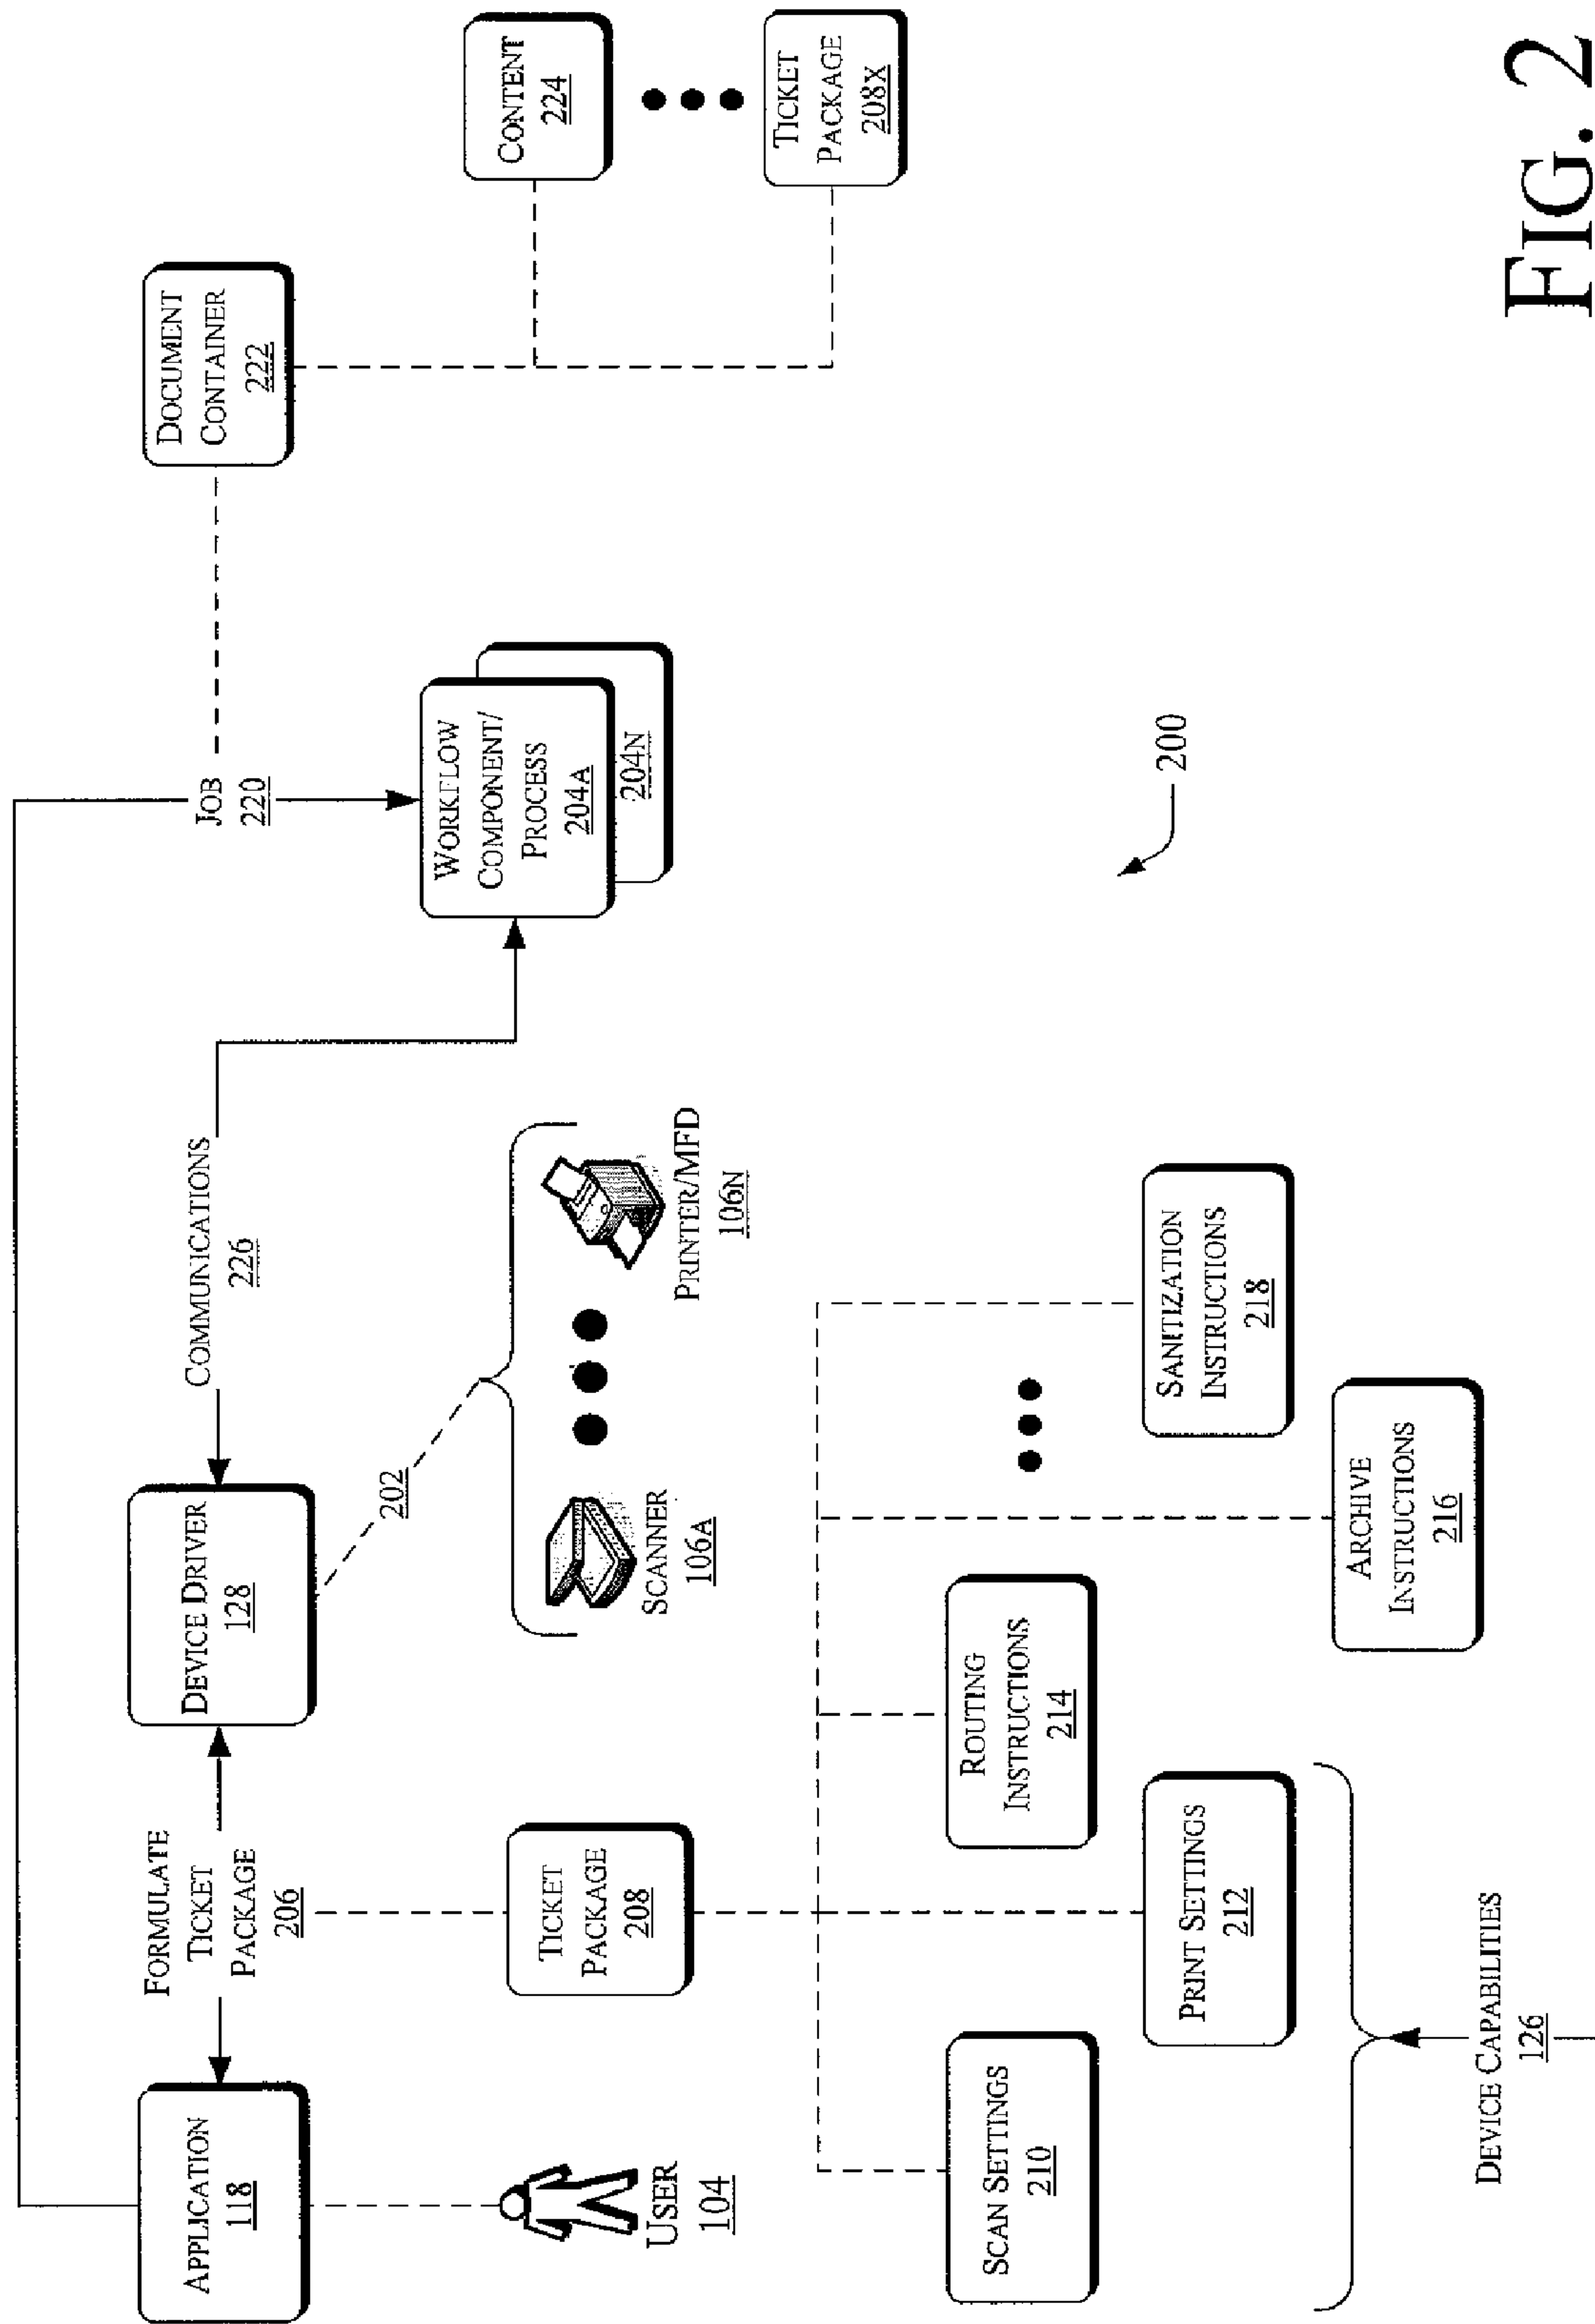 APPLICATION
118
FORMULATE
TICKET
PACKAGE
206
DEVICE DRIVER
128
COMMUNICATIONS
226
JOB
220
DOCUMENT
CONTAINER
222
USER
104
TICKET
PACKAGE
208
202
SCANNER
106A
PRINTER/MFD
106N
WORKFLOW
COMPONENT/
PROCESS
204A
204N
CONTENT
224
TICKET
PACKAGE
208X
SCAN SETTINGS
210
PRINT SETTINGS
212
ROUTING
INSTRUCTIONS
214
ARCHIVE
INSTRUCTIONS
216
SANITIZATION
INSTRUCTIONS
218
200
DEVICE CAPABILITIES
126
FIG. 2